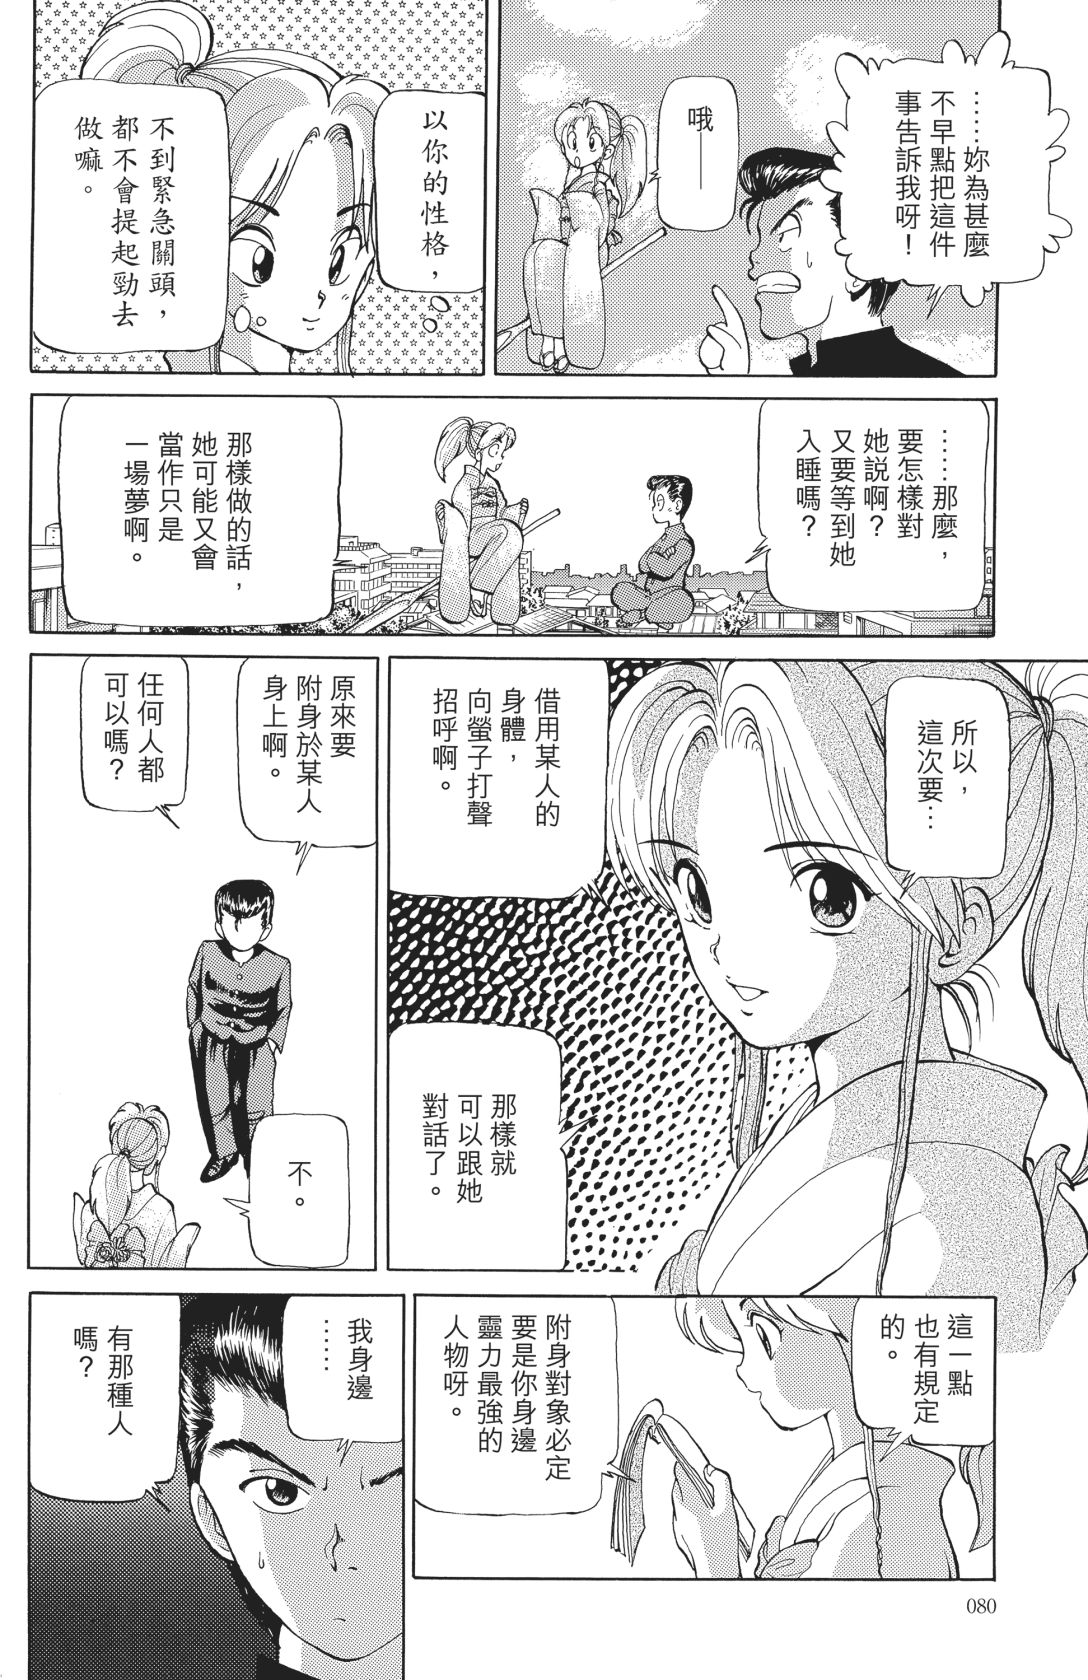 ……妳為甚麼
不早點把這件
事告訴我呀！
哦——
以你的性格，
不到緊急關頭，
都不會提起勁去
做嘛。
……那麼，
要怎樣對
她說啊？
又要等到她
入睡嗎？
那樣做的話，
她可能又會
當作只是
一場夢啊。
所以，
這次要…
借用某人的
身體，
向螢子打聲
招呼啊。
那樣就
可以跟她
對話了。
原來要
附身於某人
身上啊。
任何人都
可以嗎？
不。
這一點
也有規定
的。
附身對象必定
要是你身邊
靈力最強的
人物呀。
我身邊
……
有那種人
嗎？
080